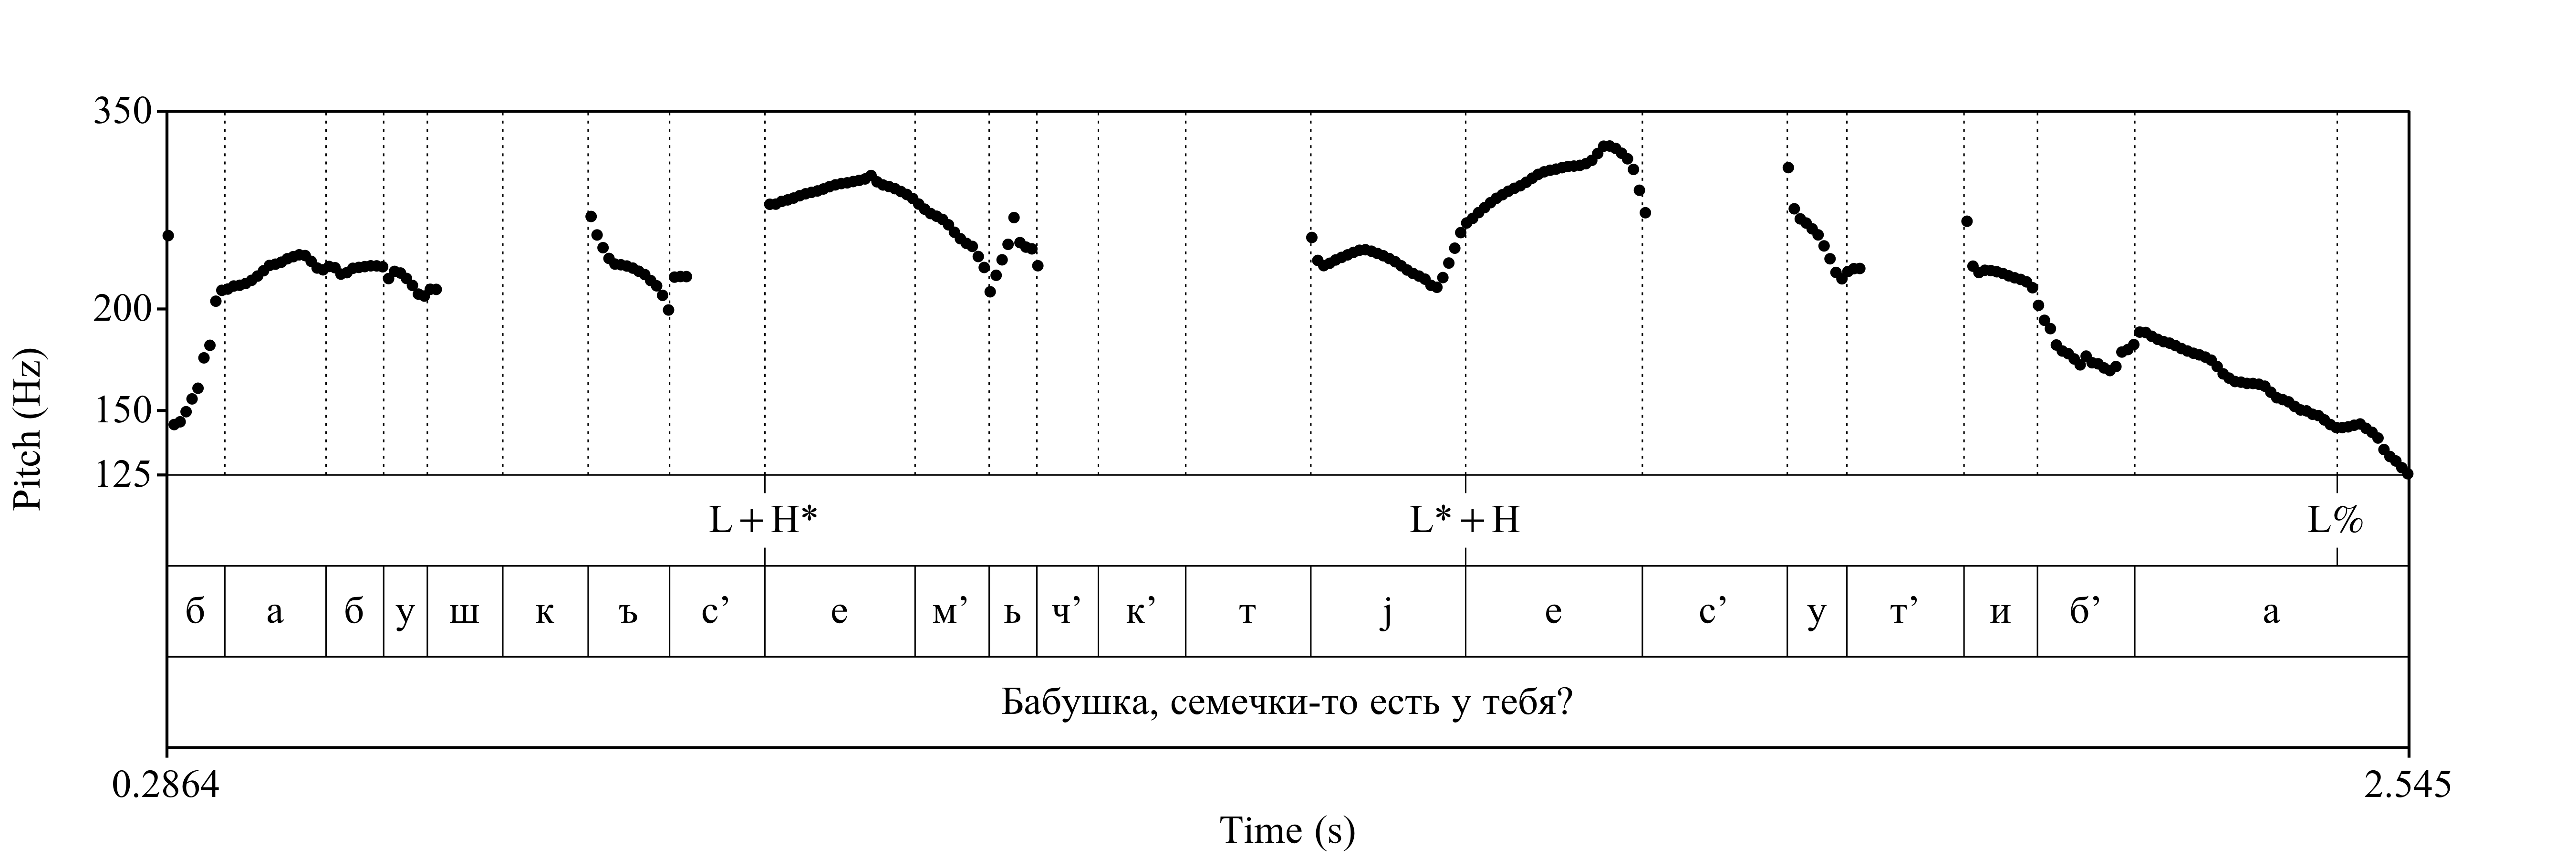 350
200
150
125
Pitch (Hz)
L+H* L*+H L%
б а б у ш к ъ с’ е м’ ь ч’ к’ т j е с’ у т’ и б’ а
Бабушка, семечки-то есть у тебя?
0.2864 2.545
Time (s)